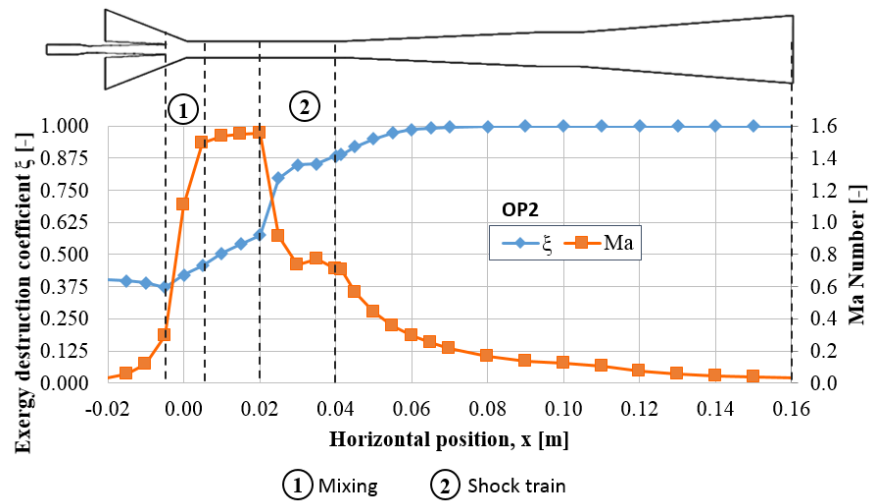 1
2
Exergy destruction coefficient ξ [-]
1.000
0.875
0.750
0.625
0.500
0.375
0.250
0.125
0.000
OP2
ξ Ma
1.6
1.4
1.2
1.0
0.8
0.6
0.4
0.2
0.0
Ma Number [-]
-0.02 0.00 0.02 0.04 0.06 0.08 0.10 0.12 0.14 0.16
Horizontal position, x [m]
1 Mixing 2 Shock train